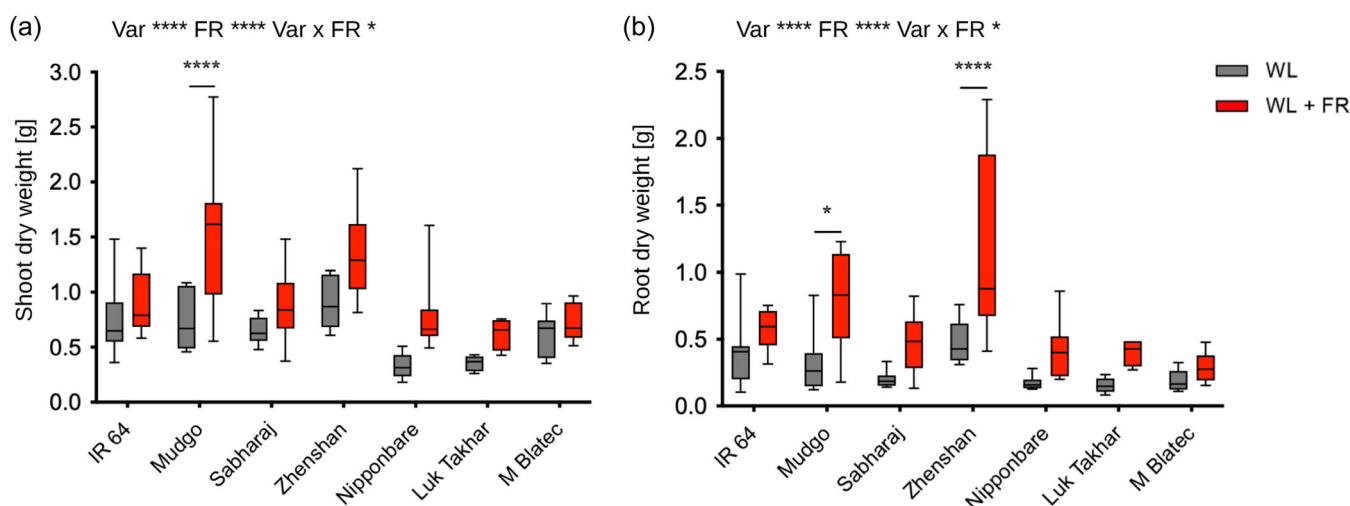 (a)
Var **** FR **** Var x FR *
****
Shoot dry weight [g]
3.0
2.5
2.0
1.5
1.0
0.5
0.0
IR 64
Mudgo
Sabharaj
Zhenshan
Nipponbare
Luk Takhar
M Blatec
(b)
Var **** FR **** Var x FR *
****
*
Root dry weight [g]
2.5
2.0
1.5
1.0
0.5
0.0
IR 64
Mudgo
Sabharaj
Zhenshan
Nipponbare
Luk Takhar
M Blatec
WL
WL + FR